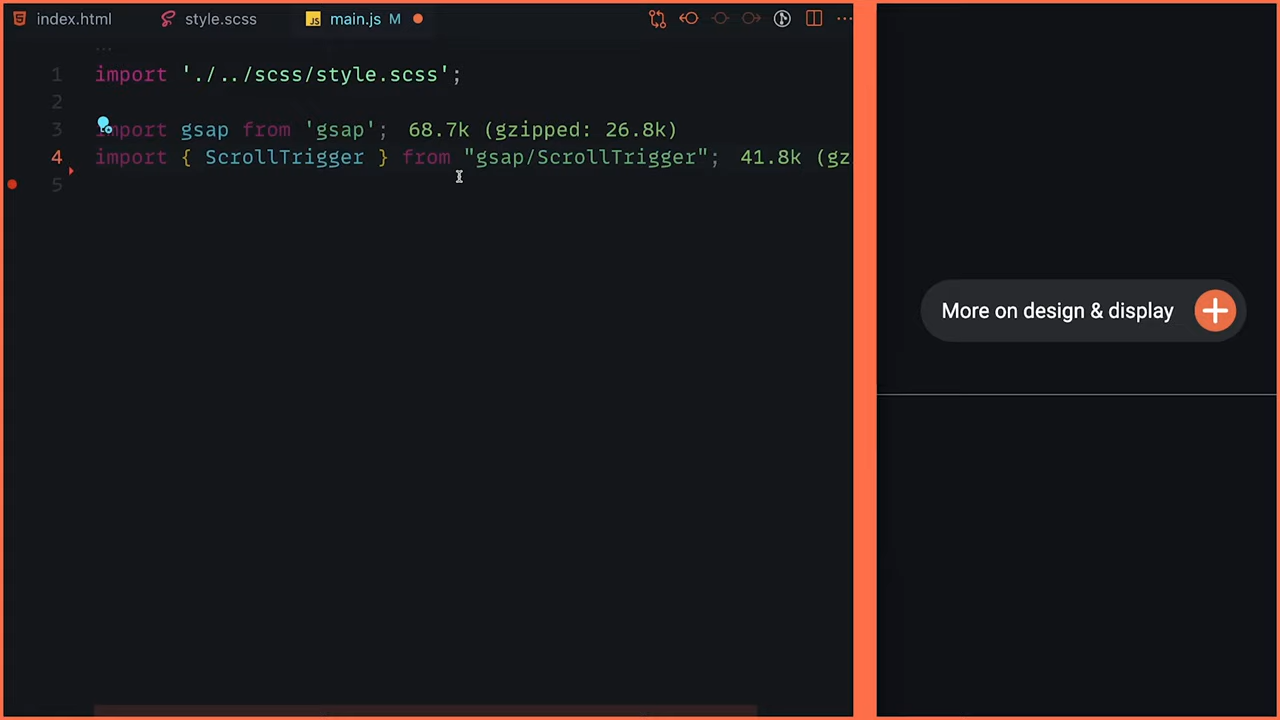 index.html style.scss JS main.js M
...
1 import './../scss/style.scss';
2
3 import gsap from 'gsap'; 68.7k (gzipped: 26.8k)
4 import { ScrollTrigger } from "gsap/ScrollTrigger"; 41.8k (gz
5
More on design & display